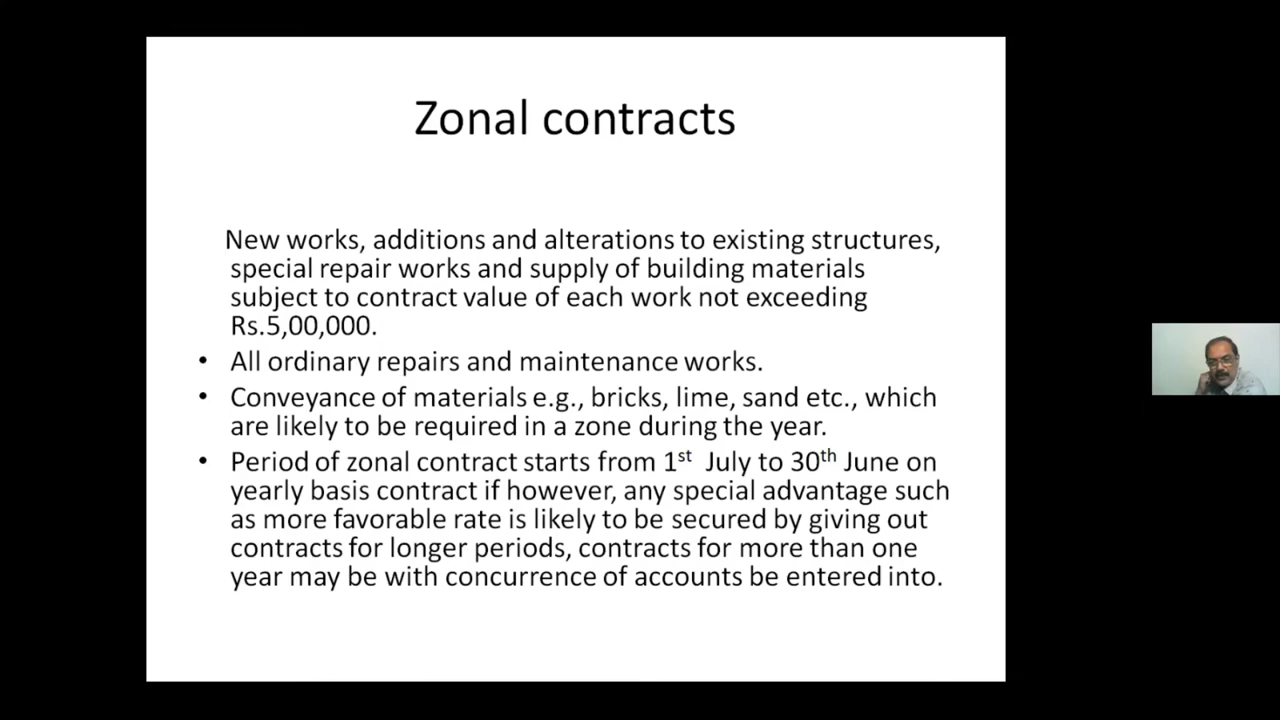 Zonal contracts
New works, additions and alterations to existing structures,
special repair works and supply of building materials
subject to contract value of each work not exceeding
Rs.5,00,000.
• All ordinary repairs and maintenance works.
• Conveyance of materials e.g., bricks, lime, sand etc., which
are likely to be required in a zone during the year.
• Period of zonal contract starts from 1st July to 30th June on
yearly basis contract if however, any special advantage such
as more favorable rate is likely to be secured by giving out
contracts for longer periods, contracts for more than one
year may be with concurrence of accounts be entered into.